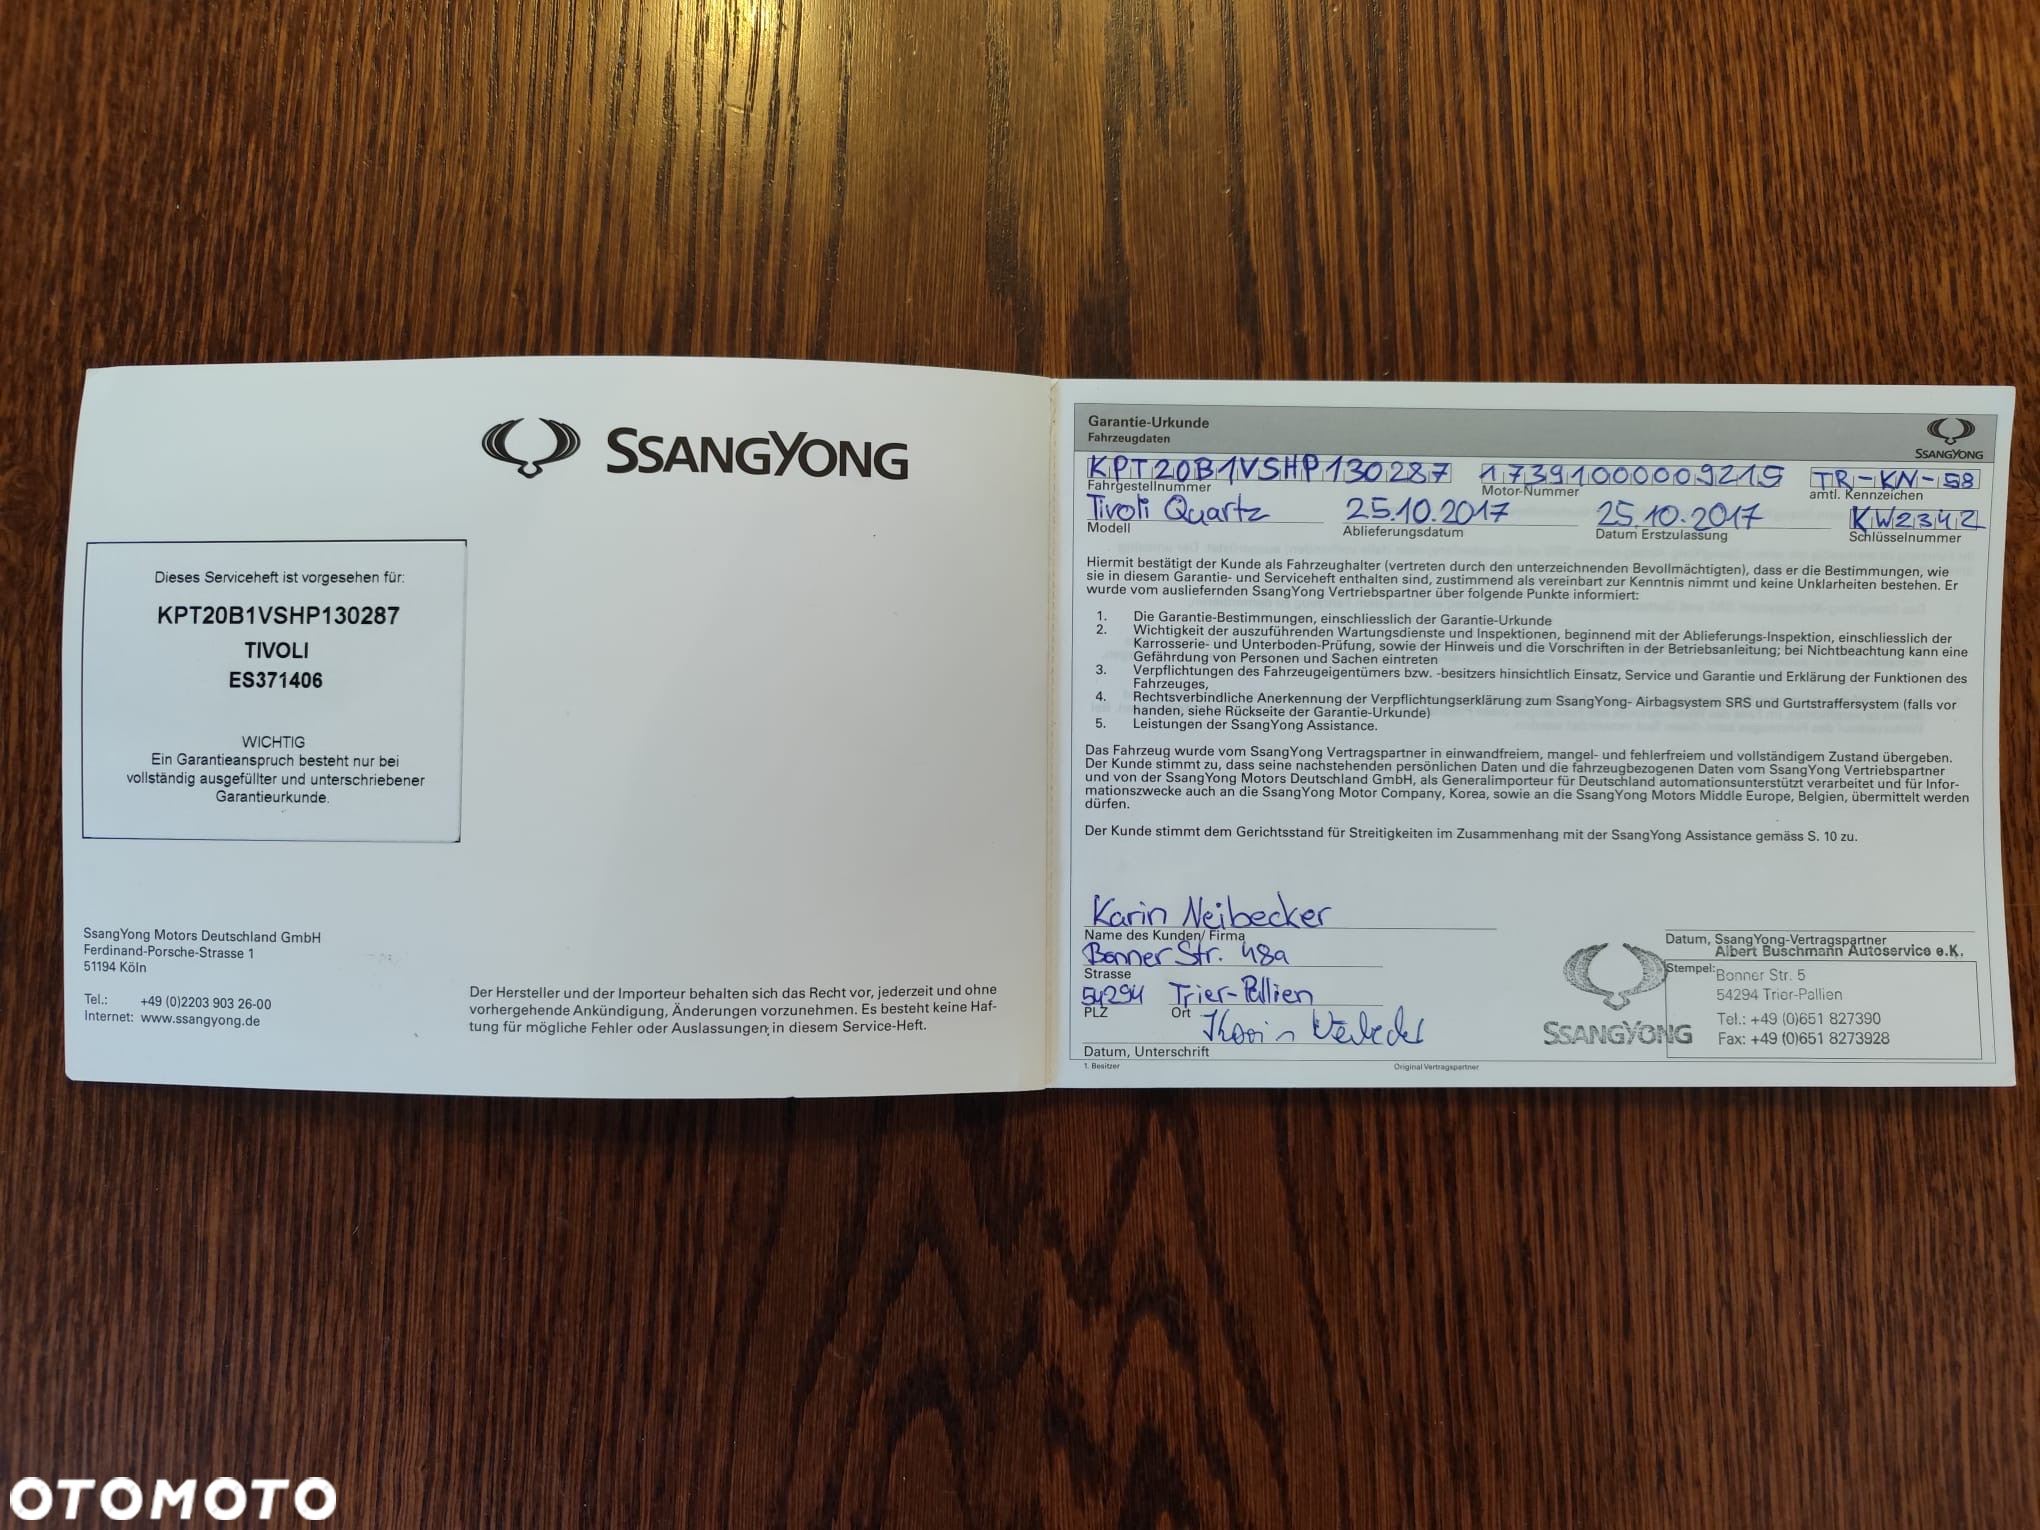 SSANGYONG
Dieses Serviceheft ist vorgesehen für:
KPT20B1VSHP130287
TIVOLI
ES371406
WICHTIG
Ein Garantieanspruch besteht nur bei
vollständig ausgefüllter und unterschriebener
Garantieurkunde.
SsangYong Motors Deutschland GmbH
Ferdinand-Porsche-Strasse 1
51194 Köln
Tel.: +49 (0)2203 903 26-00
Internet: www.ssangyong.de
Der Hersteller und der Importeur behalten sich das Recht vor, jederzeit und ohne
vorhergehende Ankündigung, Änderungen vorzunehmen. Es besteht keine Haf-
tung für mögliche Fehler oder Auslassungen in diesem Service-Heft.
Garantie-Urkunde
Fahrzeugdaten
SSANGYONG
KPT20B1VSHP130287 17391000009215 TR-KN-58
Fahrgestellnummer Motor-Nummer amtl. Kennzeichen
Tivoli Quartz 25.10.2017 25.10.2017 KW2342
Modell Ablieferungsdatum Datum Erstzulassung Schlüsselnummer
Hiermit bestätigt der Kunde als Fahrzeughalter (vertreten durch den unterzeichnenden Bevollmächtigten), dass er die Bestimmungen, wie
sie in diesem Garantie- und Serviceheft enthalten sind, zustimmend als vereinbart zur Kenntnis nimmt und keine Unklarheiten bestehen. Er
wurde vom ausliefernden SsangYong Vertriebspartner über folgende Punkte informiert:
1. Die Garantie-Bestimmungen, einschliesslich der Garantie-Urkunde
2. Wichtigkeit der auszuführenden Wartungsdienste und Inspektionen, beginnend mit der Ablieferungs-Inspektion, einschliesslich der
Karrosserie- und Unterboden-Prüfung, sowie der Hinweis und die Vorschriften in der Betriebsanleitung; bei Nichtbeachtung kann eine
Gefährdung von Personen und Sachen eintreten
3. Verpflichtungen des Fahrzeugeigentümers bzw. -besitzers hinsichtlich Einsatz, Service und Garantie und Erklärung der Funktionen des
Fahrzeuges,
4. Rechtsverbindliche Anerkennung der Verpflichtungserklärung zum SsangYong- Airbagsystem SRS und Gurtstraffersystem (falls vor
handen, siehe Rückseite der Garantie-Urkunde)
5. Leistungen der SsangYong Assistance.
Das Fahrzeug wurde vom SsangYong Vertragspartner in einwandfreiem, mangel- und fehlerfreiem und vollständigem Zustand übergeben.
Der Kunde stimmt zu, dass seine nachstehenden persönlichen Daten und die fahrzeugbezogenen Daten vom SsangYong Vertriebspartner
und von der SsangYong Motors Deutschland GmbH, als Generalimporteur für Deutschland automationsunterstützt verarbeitet und für Infor-
mationszwecke auch an die SsangYong Motor Company, Korea, sowie an die SsangYong Motors Middle Europe, Belgien, übermittelt werden
dürfen.
Der Kunde stimmt dem Gerichtsstand für Streitigkeiten im Zusammenhang mit der SsangYong Assistance gemäss S. 10 zu.
Karin Neibecker
Name des Kunden/ Firma
Bonner Str. 48a
Strasse
54294 Trier-Pallien
PLZ Ort
Datum, Unterschrift
1. Besitzer
Original Vertragspartner
SSANGYONG
Datum, SsangYong-Vertragspartner
Albert Buschmann Autoservice e.K.
Stempel: Bonner Str. 5
54294 Trier-Pallien
Tel.: +49 (0)651 827390
Fax: +49 (0)651 8273928
OTOMOTO